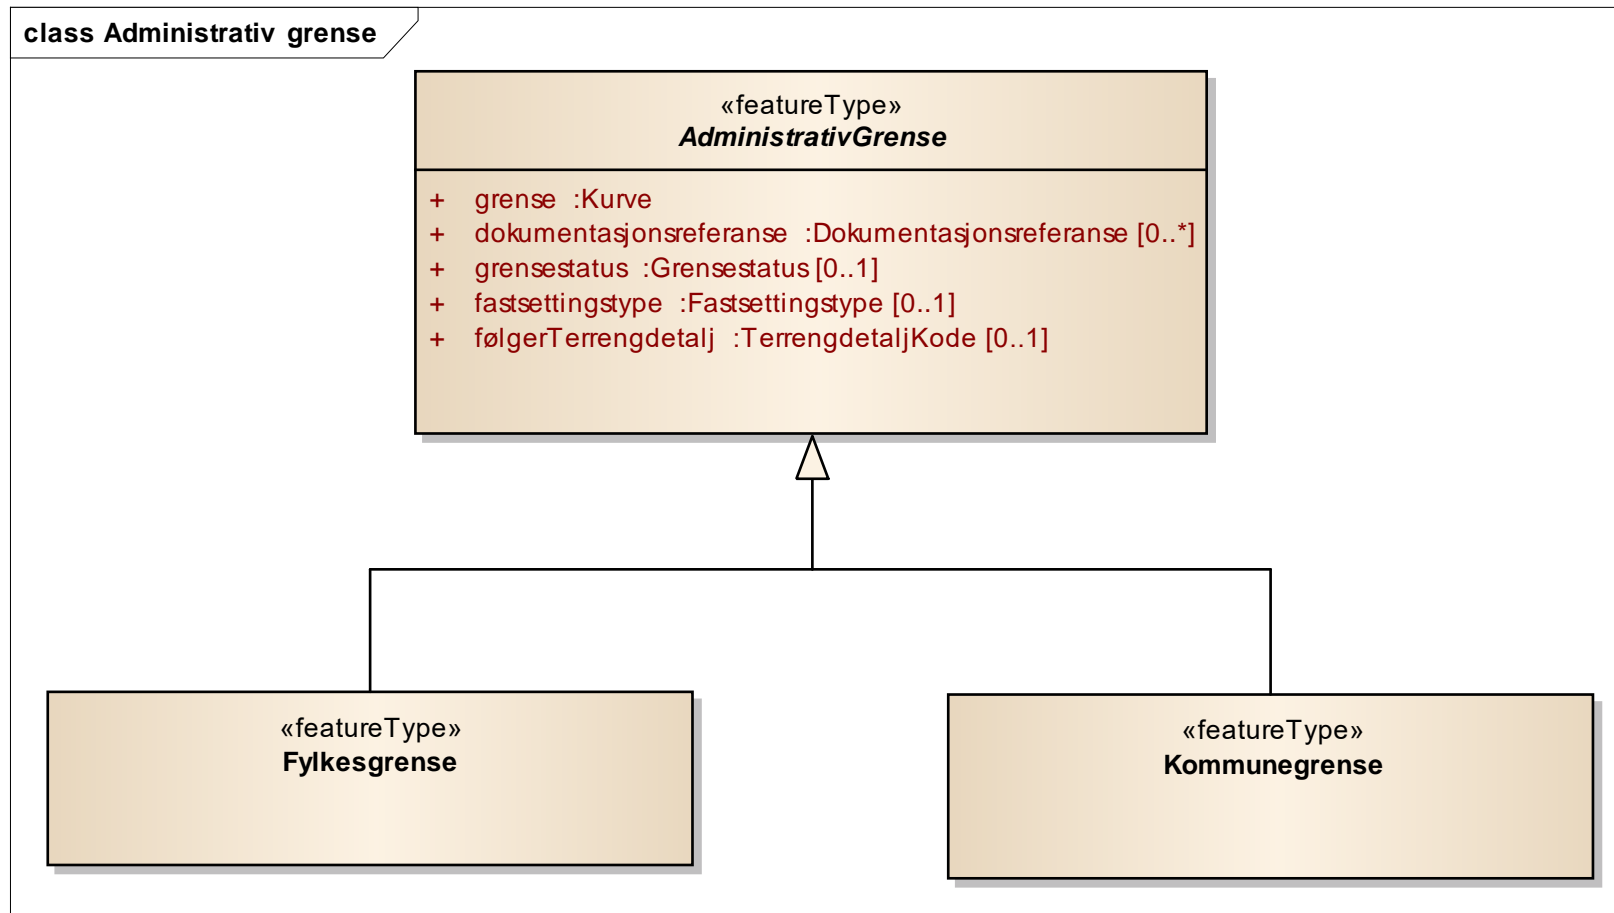 class Administrativ grense
«featureType»
AdministrativGrense
+ grense :Kurve
+ dokumentasjonsreferanse :Dokumentasjonsreferanse [0..*]
+ grensestatus :Grensestatus [0..1]
+ fastsettingstype :Fastsettingstype [0..1]
+ følgerTerrengdetalj :TerrengdetaljKode [0..1]
«featureType»
Fylkesgrense
«featureType»
Kommunegrense